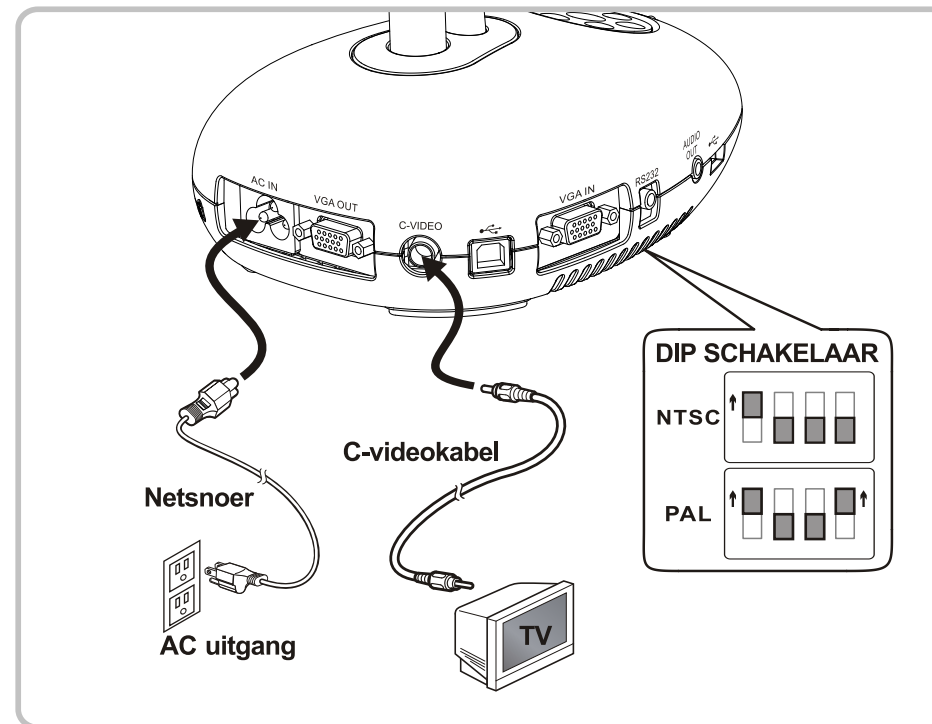 AUDIO
OUT
RS232
VGA IN
AC IN
VGA OUT
C-VIDEO
DIP SCHAKELAAR
NTSC
PAL
C-videokabel
Netsnoer
TV
AC uitgang